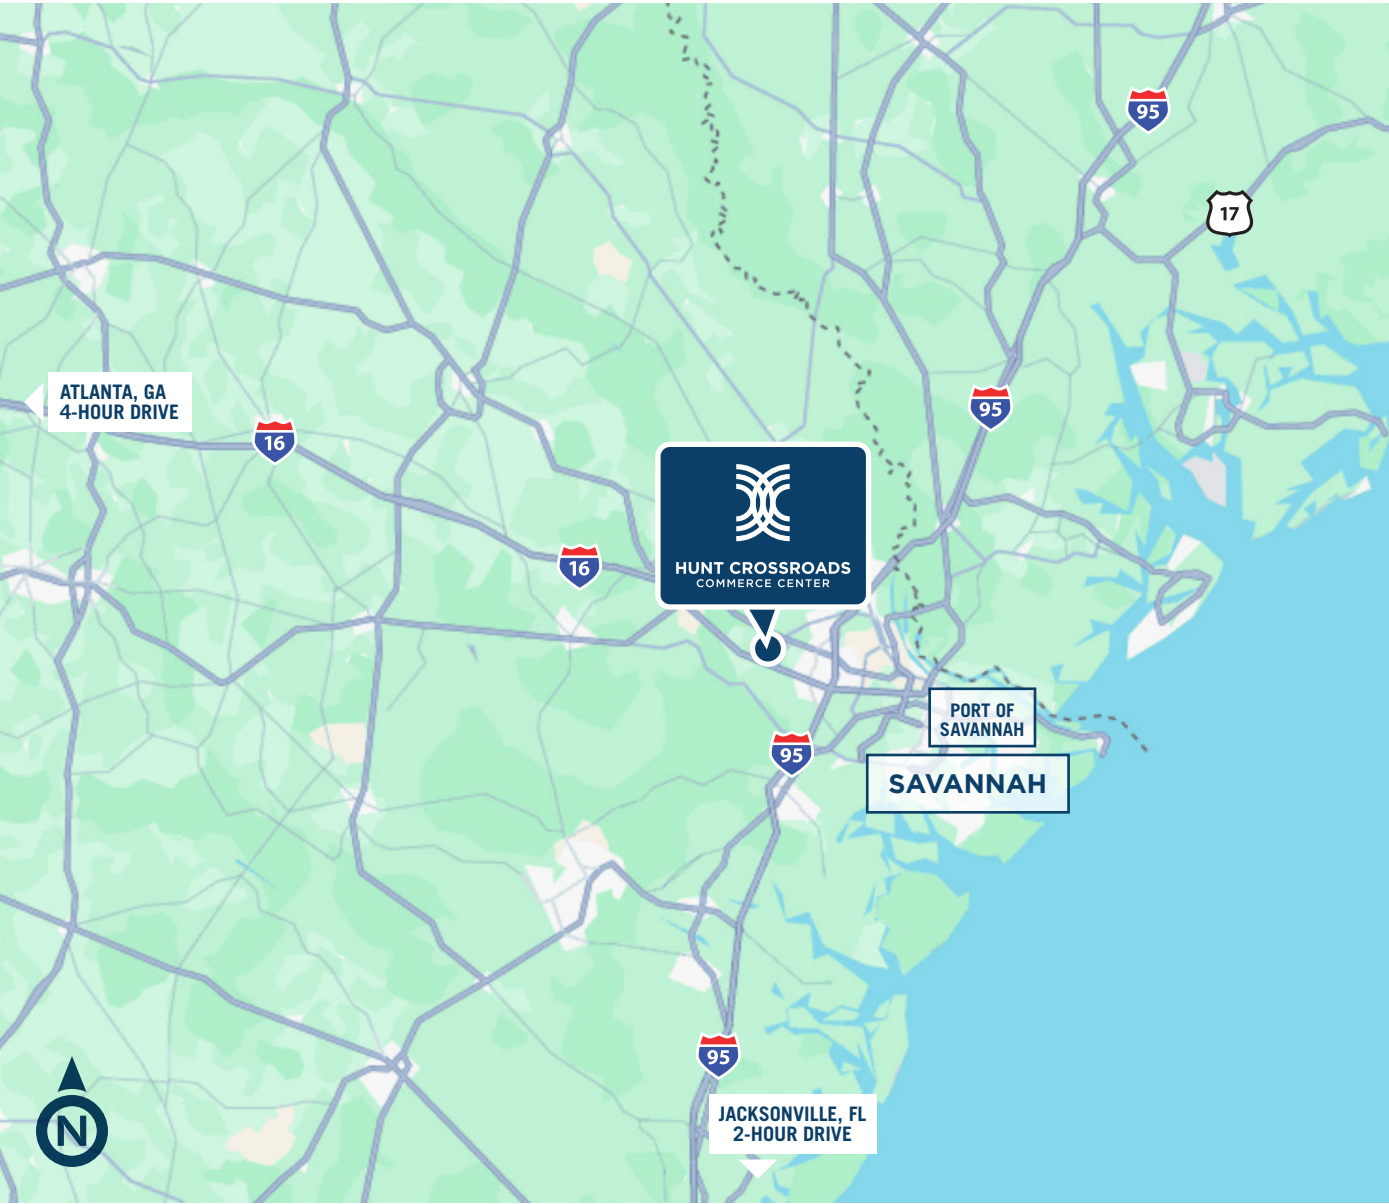 95
17
ATLANTA, GA
4-HOUR DRIVE
95
16
HUNT CROSSROADS
COMMERCE CENTER
16
PORT OF
SAVANNAH
95
SAVANNAH
95
JACKSONVILLE, FL
2-HOUR DRIVE
N